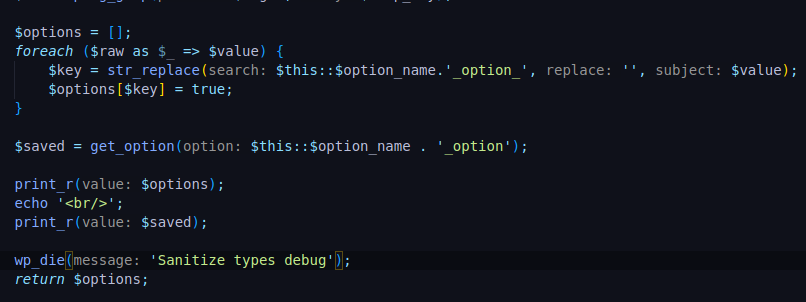 $options = [];
foreach ($raw as $_ => $value) {
    $key = str_replace(search: $this::$option_name.'_option_', replace: '', subject: $value);
    $options[$key] = true;
}
$saved = get_option(option: $this::$option_name . '_option');
print_r(value: $options);
echo '<br/>';
print_r(value: $saved);
wp_die(message: 'Sanitize types debug');
return $options;